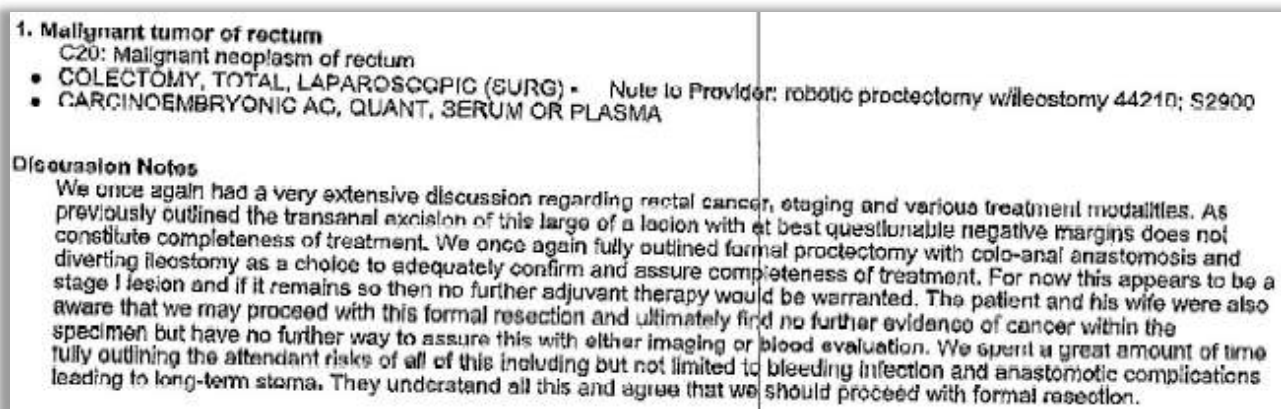 1. Malignant tumor of rectum
C20: Malignant neoplasm of rectum
• COLECTOMY, TOTAL, LAPAROSCOPIC (SURG) - Note to Provider: robotic proctectomy w/ileostomy 44210; S2900
• CARCINOEMBRYONIC AG, QUANT, SERUM OR PLASMA
Discussion Notes
We once again had a very extensive discussion regarding rectal cancer, staging and various treatment modalities. As
previously outlined the transanal excision of this large of a lesion with at best questionable negative margins does not
constitute completeness of treatment. We once again fully outlined formal proctectomy with colo-anal anastomosis and
diverting ileostomy as a choice to adequately confirm and assure completeness of treatment. For now this appears to be a
stage I lesion and if it remains so then no further adjuvant therapy would be warranted. The patient and his wife were also
aware that we may proceed with this formal resection and ultimately find no further evidence of cancer within the
specimen but have no further way to assure this with either imaging or blood evaluation. We spent a great amount of time
fully outlining the attendant risks of all of this including but not limited to bleeding infection and anastomotic complications
leading to long-term stoma. They understand all this and agree that we should proceed with formal resection.